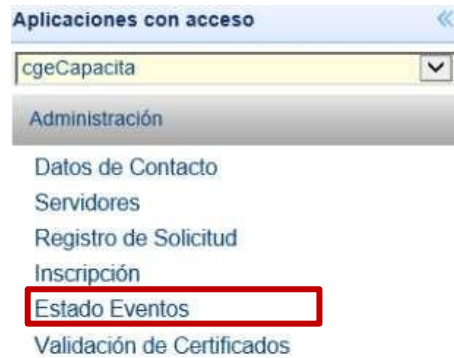 Aplicaciones con acceso
cgeCapacita
Administración
Datos de Contacto
Servidores
Registro de Solicitud
Inscripción
Estado Eventos
Validación de Certificados